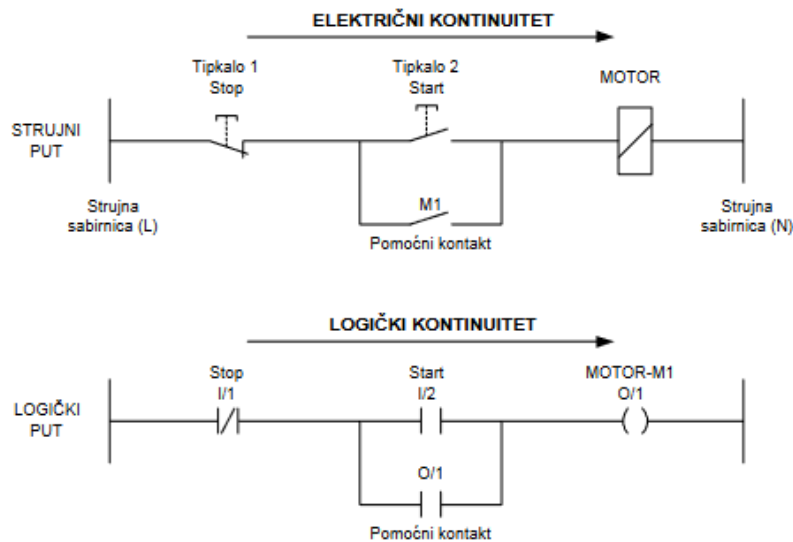 ELEKTRIČNI KONTINUITET
Tipkalo 1
Stop
Tipkalo 2
Start
MOTOR
STRUJNI
PUT
M1
Pomoćni kontakt
Strujna
sabirnica (L)
Strujna
sabirnica (N)
LOGIČKI KONTINUITET
Stop
I/1
Start
I/2
MOTOR-M1
O/1
LOGIČKI
PUT
O/1
Pomoćni kontakt